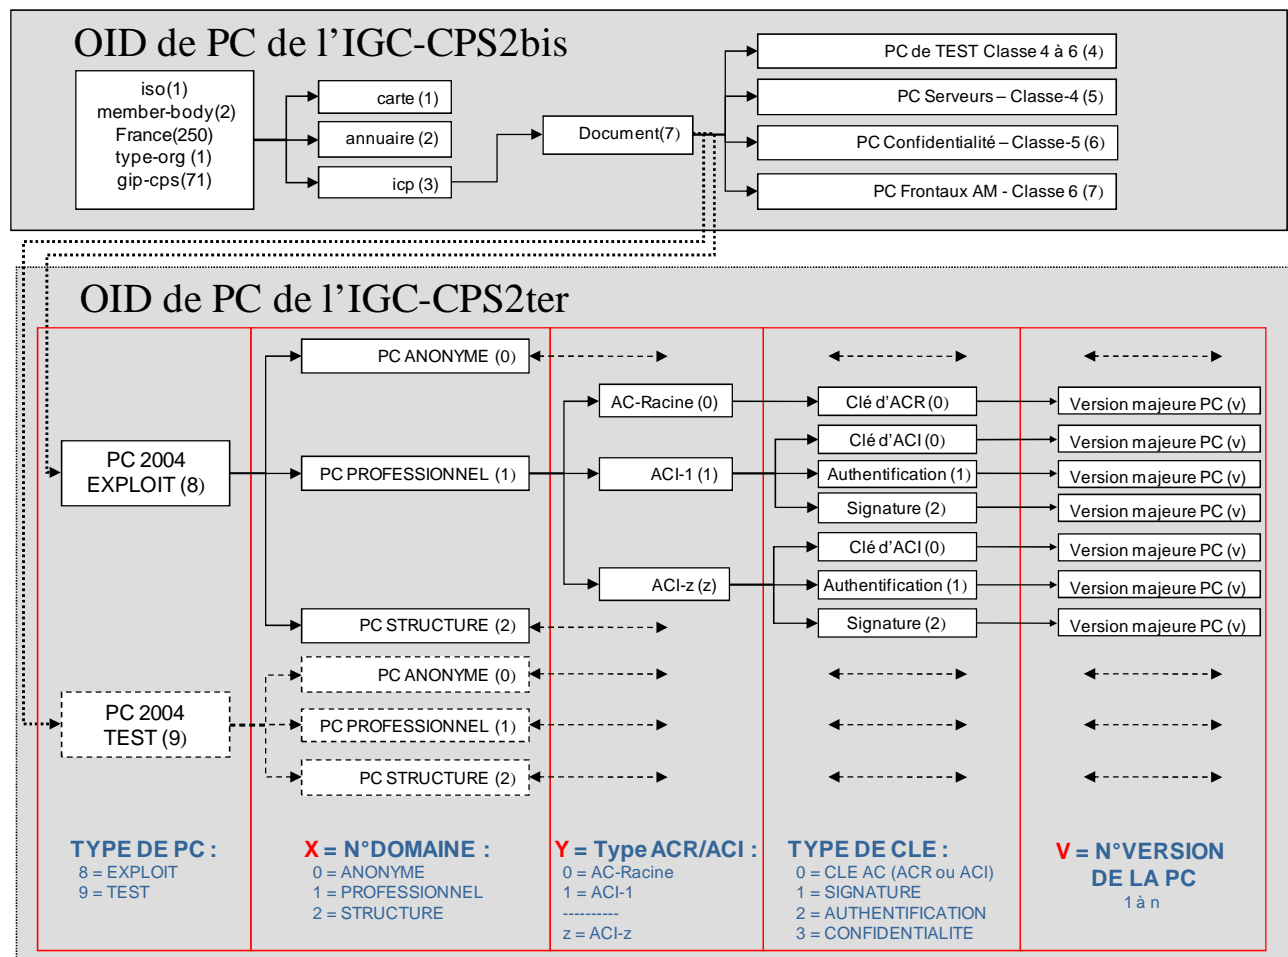 OID de PC de l’IGC-CPS2bis
iso(1)
member-body(2)
France(250)
type-org (1)
gip-cps(71)
carte (1)
annuaire (2)
icp (3)
Document(7)
PC de TEST Classe 4 à 6 (4)
PC Serveurs – Classe-4 (5)
PC Confidentialité – Classe-5 (6)
PC Frontaux AM - Classe 6 (7)
OID de PC de l’IGC-CPS2ter
PC 2004
EXPLOIT (8)
PC ANONYME (0)
PC PROFESSIONNEL (1)
PC STRUCTURE (2)
AC-Racine (0)
ACI-1 (1)
ACI-z (z)
Clé d’ACR (0)
Clé d’ACI (0)
Authentification (1)
Signature (2)
Clé d’ACI (0)
Authentification (1)
Signature (2)
Version majeure PC (v)
Version majeure PC (v)
Version majeure PC (v)
Version majeure PC (v)
Version majeure PC (v)
Version majeure PC (v)
Version majeure PC (v)
PC 2004
TEST (9)
PC ANONYME (0)
PC PROFESSIONNEL (1)
PC STRUCTURE (2)
TYPE DE PC :
8 = EXPLOIT
9 = TEST
X = N°DOMAINE :
0 = ANONYME
1 = PROFESSIONNEL
2 = STRUCTURE
Y = Type ACR/ACI :
0 = AC-Racine
1 = ACI-1
----------
z = ACI-z
TYPE DE CLE :
0 = CLE AC (ACR ou ACI)
1 = SIGNATURE
2 = AUTHENTIFICATION
3 = CONFIDENTIALITE
V = N°VERSION
DE LA PC
1 à n